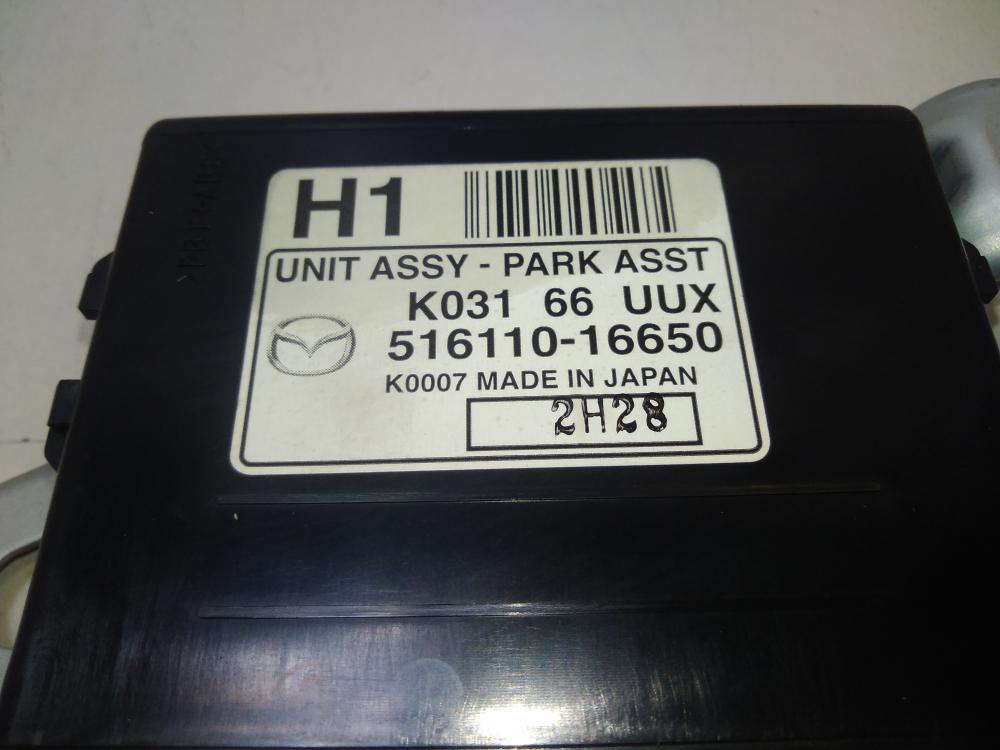 H1
UNIT ASSY - PARK ASST
K031 66 UUX
516110-16650
K0007 MADE IN JAPAN
2H28